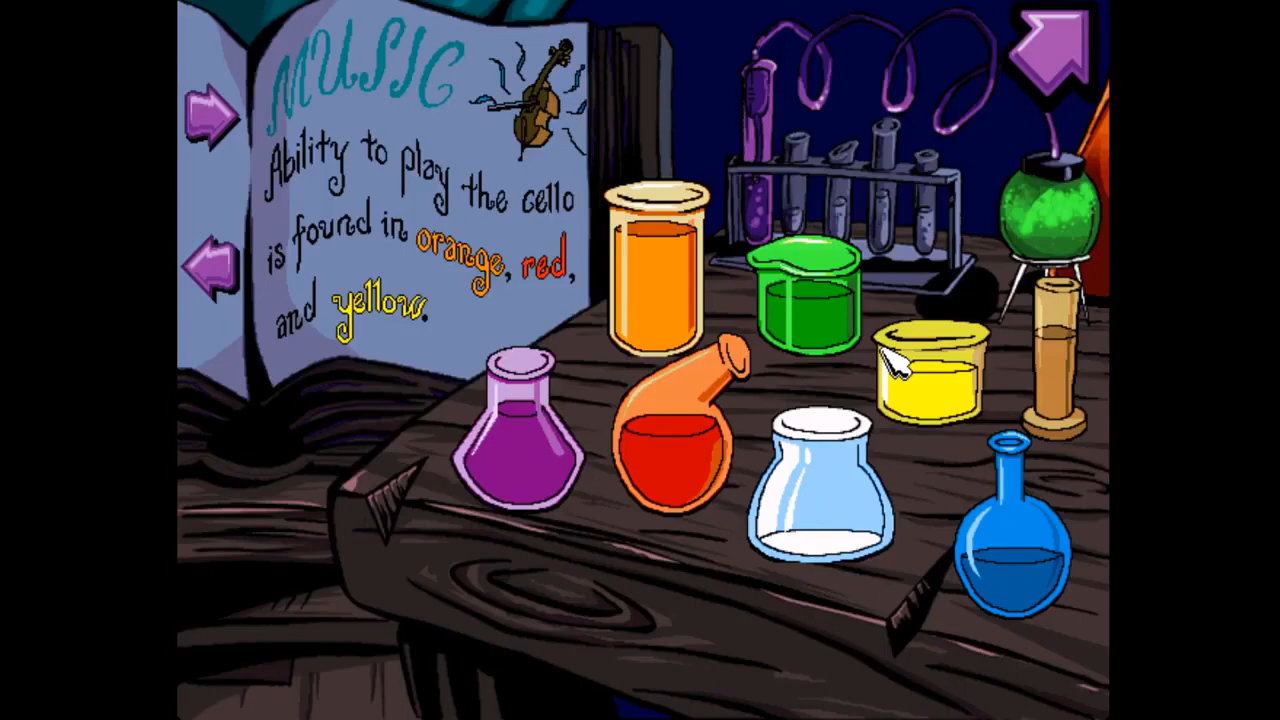 MUSIC
Ability to play the cello
is found in orange, red,
and yellow.